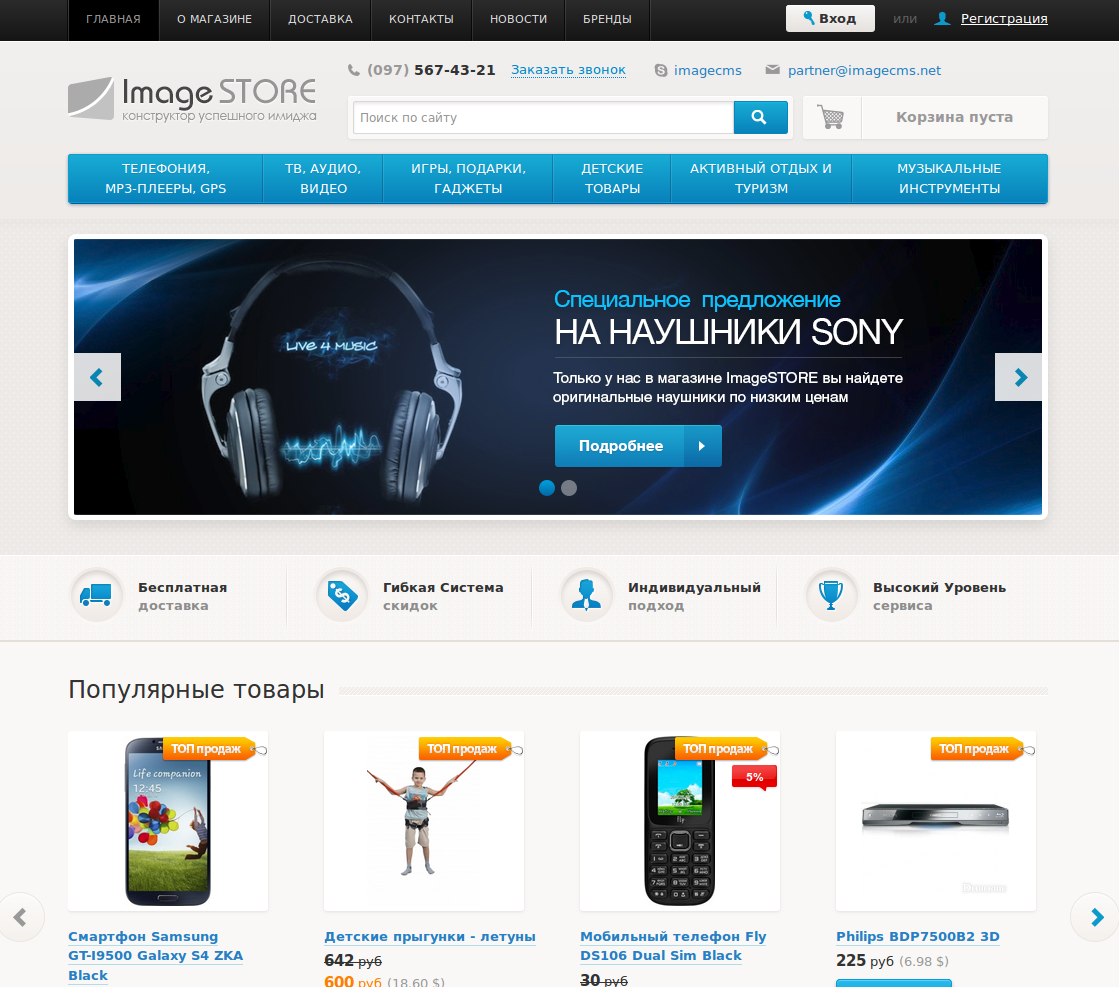 ГЛАВНАЯ
О МАГАЗИНЕ
ДОСТАВКА
КОНТАКТЫ
НОВОСТИ
БРЕНДЫ
Вход
или
Регистрация
Image STORE
конструктор успешного имиджа
(097) 567-43-21
Заказать звонок
imagecms
partner@imagecms.net
Поиск по сайту
Корзина пуста
ТЕЛЕФОНИЯ,
МР3-ПЛЕЕРЫ, GPS
ТВ, АУДИО,
ВИДЕО
ИГРЫ, ПОДАРКИ,
ГАДЖЕТЫ
ДЕТСКИЕ
ТОВАРЫ
АКТИВНЫЙ ОТДЫХ И
ТУРИЗМ
МУЗЫКАЛЬНЫЕ
ИНСТРУМЕНТЫ
LIVE 4 MUSIC
Специальное предложение
НА НАУШНИКИ SONY
Только у нас в магазине ImageSTORE вы найдете
оригинальные наушники по низким ценам
Подробнее
Бесплатная
доставка
Гибкая Система
скидок
Индивидуальный
подход
Высокий Уровень
сервиса
Популярные товары
ТОП продаж
Life companion
12:45
ТОП продаж
ТОП продаж
5%
fly
ТОП продаж
Смартфон Samsung
GT-I9500 Galaxy S4 ZKA
Black
Детские прыгунки - летуны
642 руб
600 руб (18.60 $)
Мобильный телефон Fly
DS106 Dual Sim Black
30 руб
Philips BDP7500B2 3D
225 руб (6.98 $)